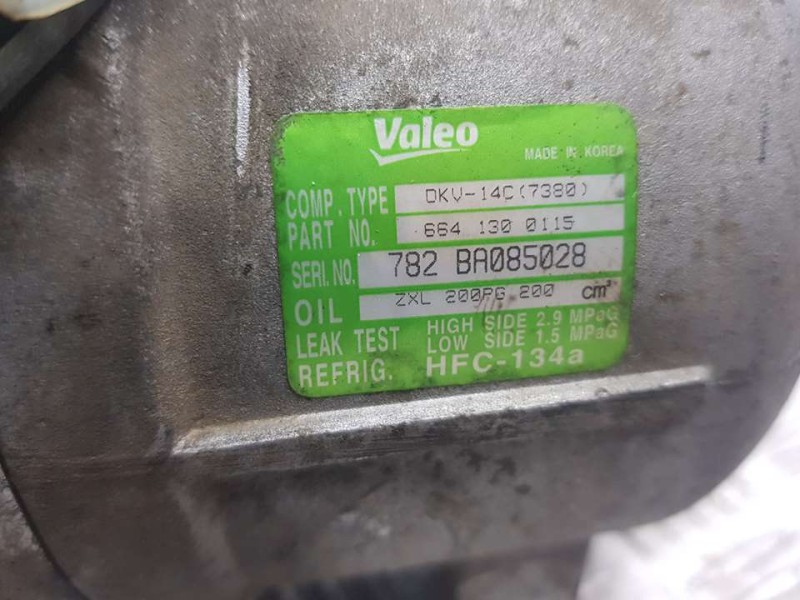 Valeo
MADE IN KOREA
COMP. TYPE DKV-14C(7380)
PART NO. 664 130 0115
SERI. NO. 782 BA085028
OIL ZXL 200PG 200 cm³
LEAK TEST HIGH SIDE 2.9 MPaG
LOW SIDE 1.5 MPaG
REFRIG. HFC-134a